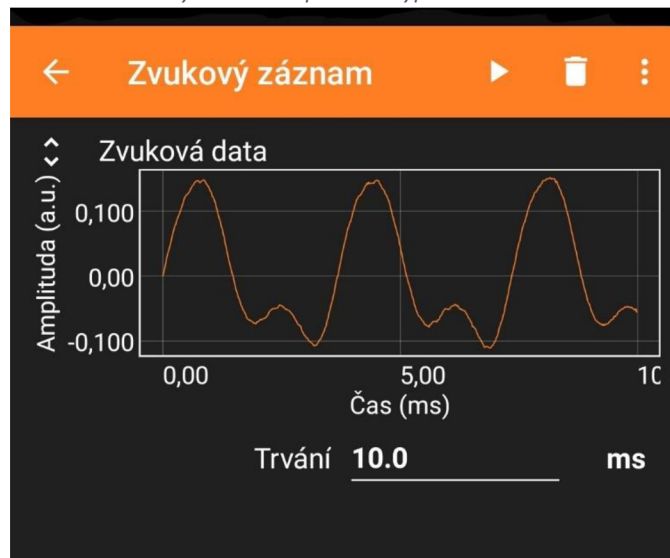 Zvukový záznam
Zvuková data
Amplituda (a.u.)
0,100
0,00
-0,100
0,00 5,00 10
Čas (ms)
Trvání 10.0 ms